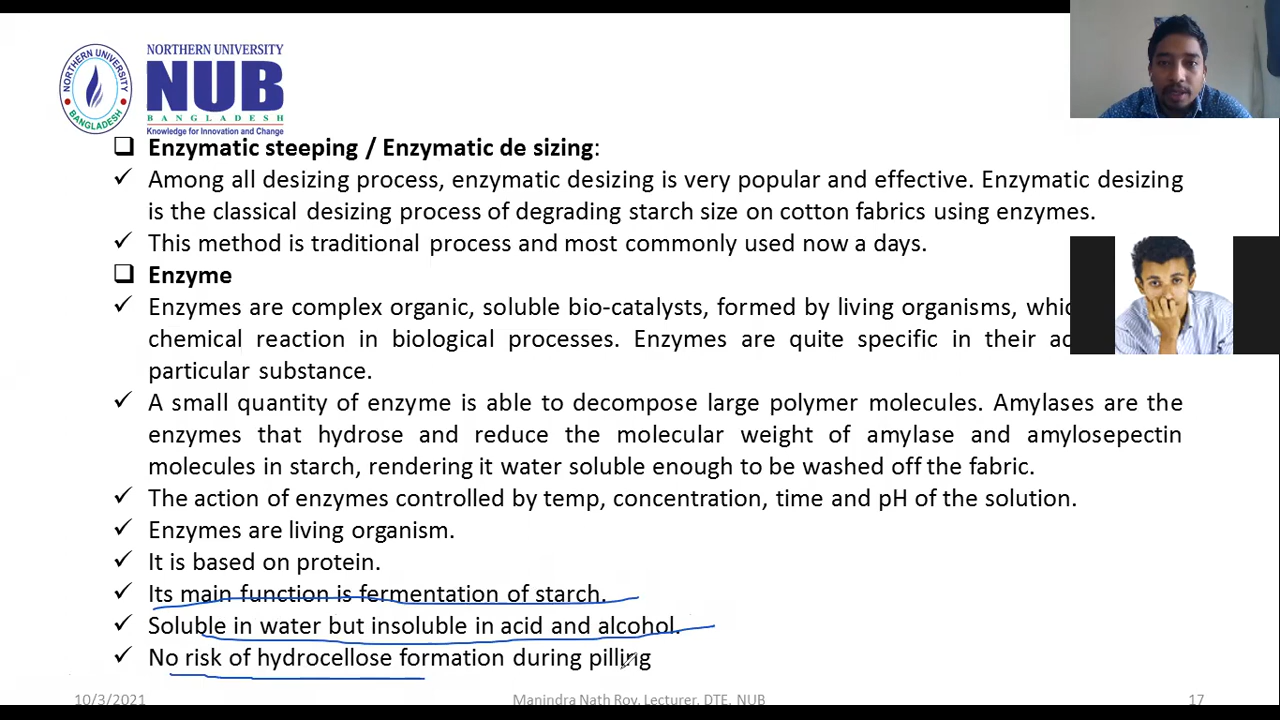 NORTHERN UNIVERSITY
NUB
BANGLADESH
Knowledge for Innovation and Change
NORTHERN UNIVERSITY
BANGLADESH
❑ Enzymatic steeping / Enzymatic de sizing:
✓ Among all desizing process, enzymatic desizing is very popular and effective. Enzymatic desizing
is the classical desizing process of degrading starch size on cotton fabrics using enzymes.
✓ This method is traditional process and most commonly used now a days.
❑ Enzyme
✓ Enzymes are complex organic, soluble bio-catalysts, formed by living organisms,
chemical reaction in biological processes. Enzymes are quite specific in their
particular substance.
✓ A small quantity of enzyme is able to decompose large polymer molecules. Amylases are the
enzymes that hydrose and reduce the molecular weight of amylase and amylosepectin
molecules in starch, rendering it water soluble enough to be washed off the fabric.
✓ The action of enzymes controlled by temp, concentration, time and pH of the solution.
✓ Enzymes are living organism.
✓ It is based on protein.
✓ Its main function is fermentation of starch.
✓ Soluble in water but insoluble in acid and alcohol.
✓ No risk of hydrocellose formation during pilling
10/3/2021
Manindra Nath Roy, Lecturer, DTE, NUB
17